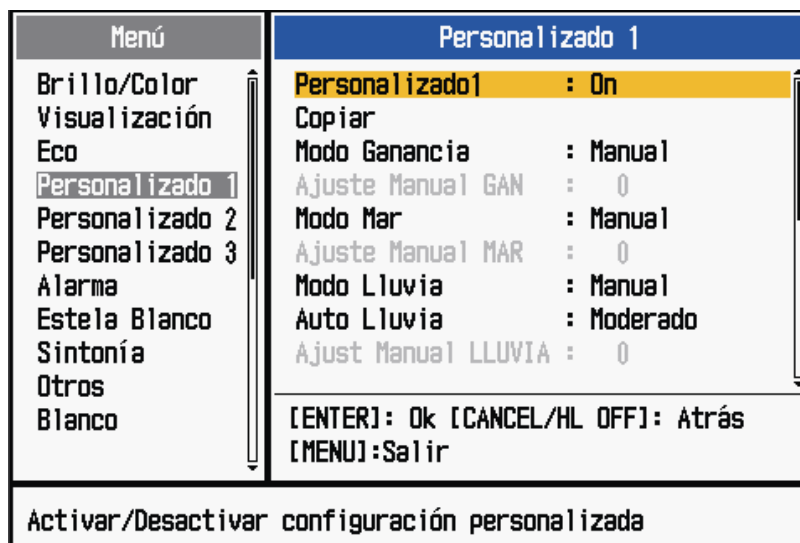 Menú
Brillo/Color
Visualización
Eco
Personalizado 1
Personalizado 2
Personalizado 3
Alarma
Estela Blanco
Sintonía
Otros
Blanco
Personalizado 1
Personalizado1 : On
Copiar
Modo Ganancia : Manual
Ajuste Manual GAN : 0
Modo Mar : Manual
Ajuste Manual MAR : 0
Modo Lluvia : Manual
Auto Lluvia : Moderado
Ajust Manual LLUVIA : 0
[ENTER]: Ok [CANCEL/HL OFF]: Atrás
[MENU]:Salir
Activar/Desactivar configuración personalizada